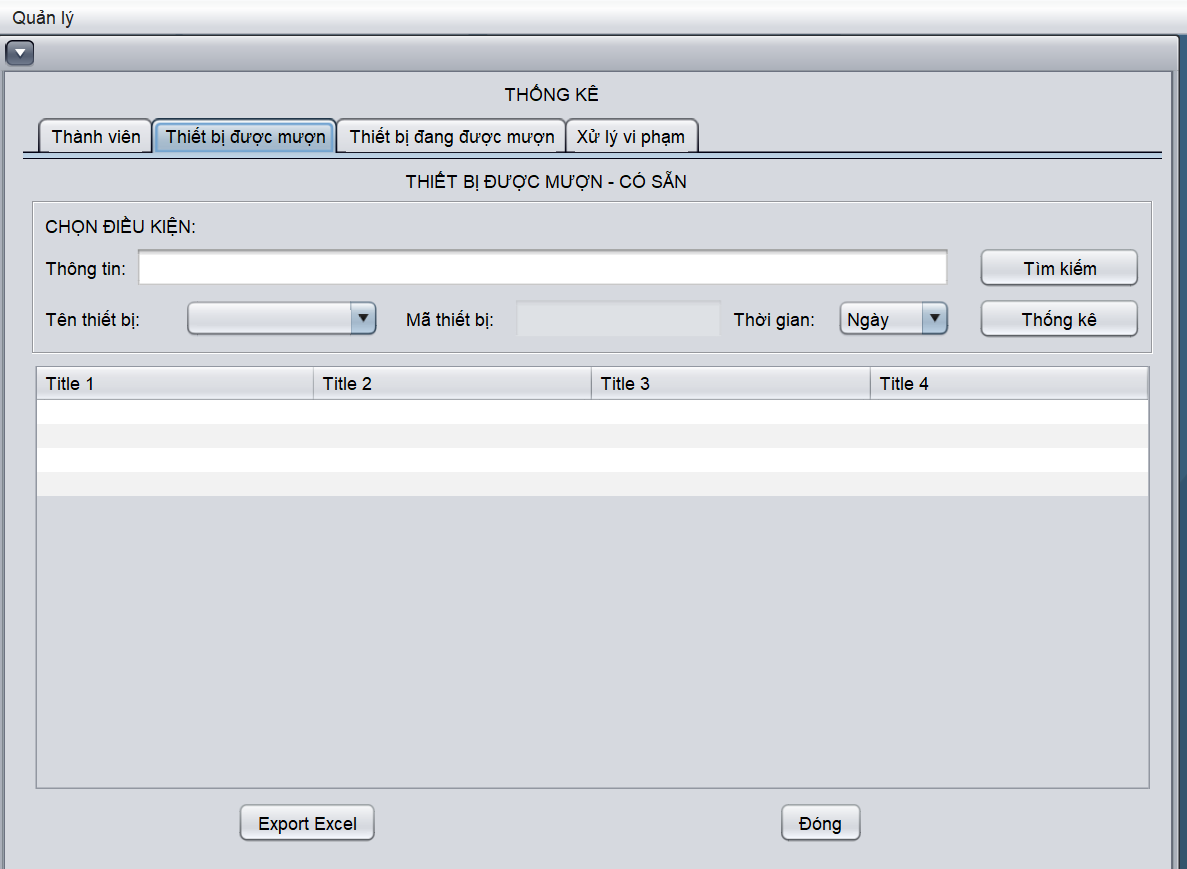 Quản lý
THỐNG KÊ
Thành viên Thiết bị được mượn Thiết bị đang được mượn Xử lý vi phạm
THIẾT BỊ ĐƯỢC MƯỢN - CÓ SẴN
CHỌN ĐIỀU KIỆN:
Thông tin: Tìm kiếm
Tên thiết bị: Mã thiết bị: Thời gian: Ngày Thống kê
Title 1 Title 2 Title 3 Title 4
Export Excel Đóng